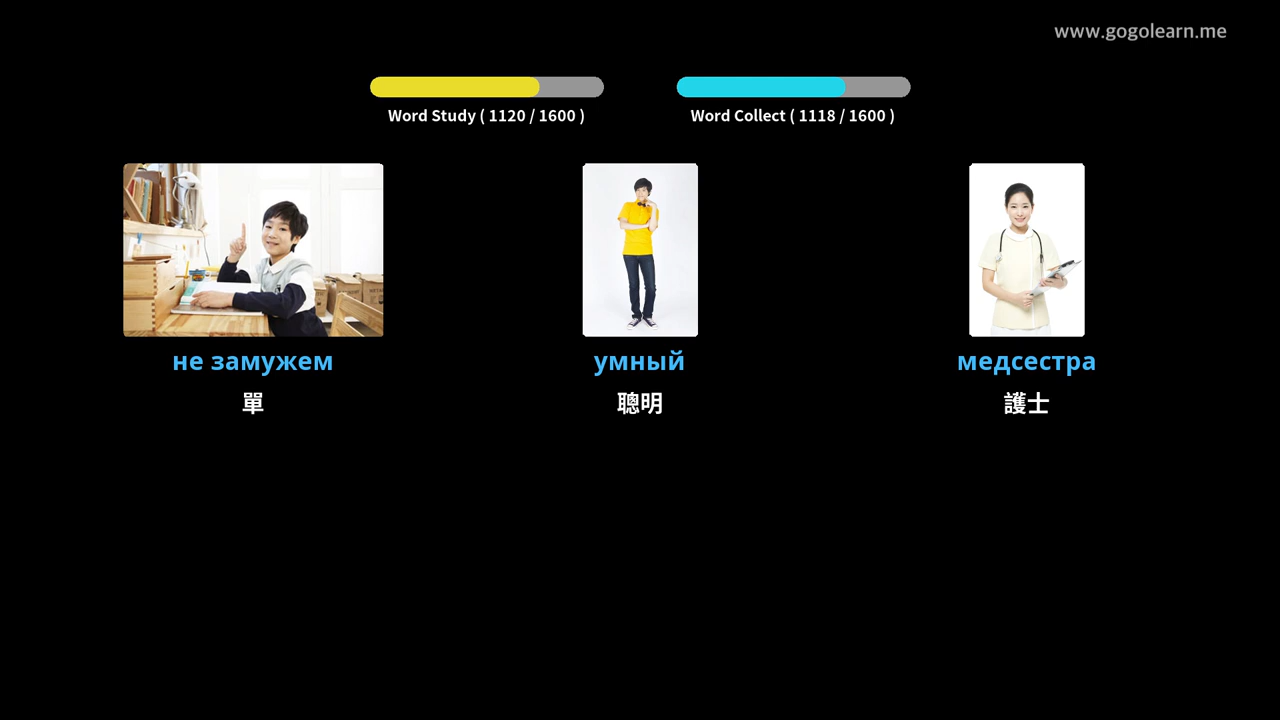 www.gogolearn.me
Word Study ( 1120 / 1600 )
Word Collect ( 1118 / 1600 )
не замужем
умный
медсестра
單
聰明
護士